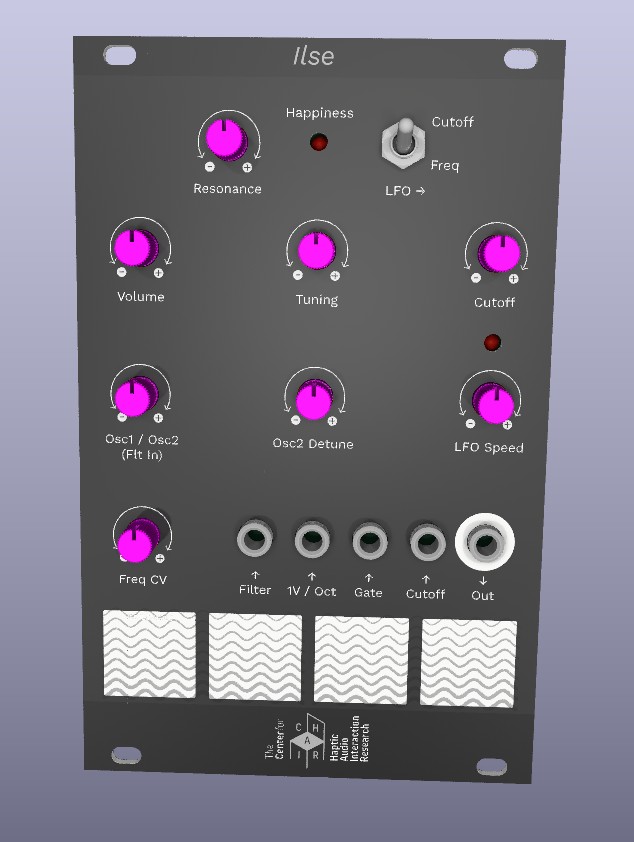 Ilse
Happiness
Cutoff
Freq
LFO →
Resonance
Volume
Tuning
Cutoff
Osc1 / Osc2
(Flt In)
Osc2 Detune
LFO Speed
Freq CV
Filter
1V / Oct
Gate
Cutoff
Out
The
Center for
C H
A
I R
Haptic
Audio
Interaction
Research